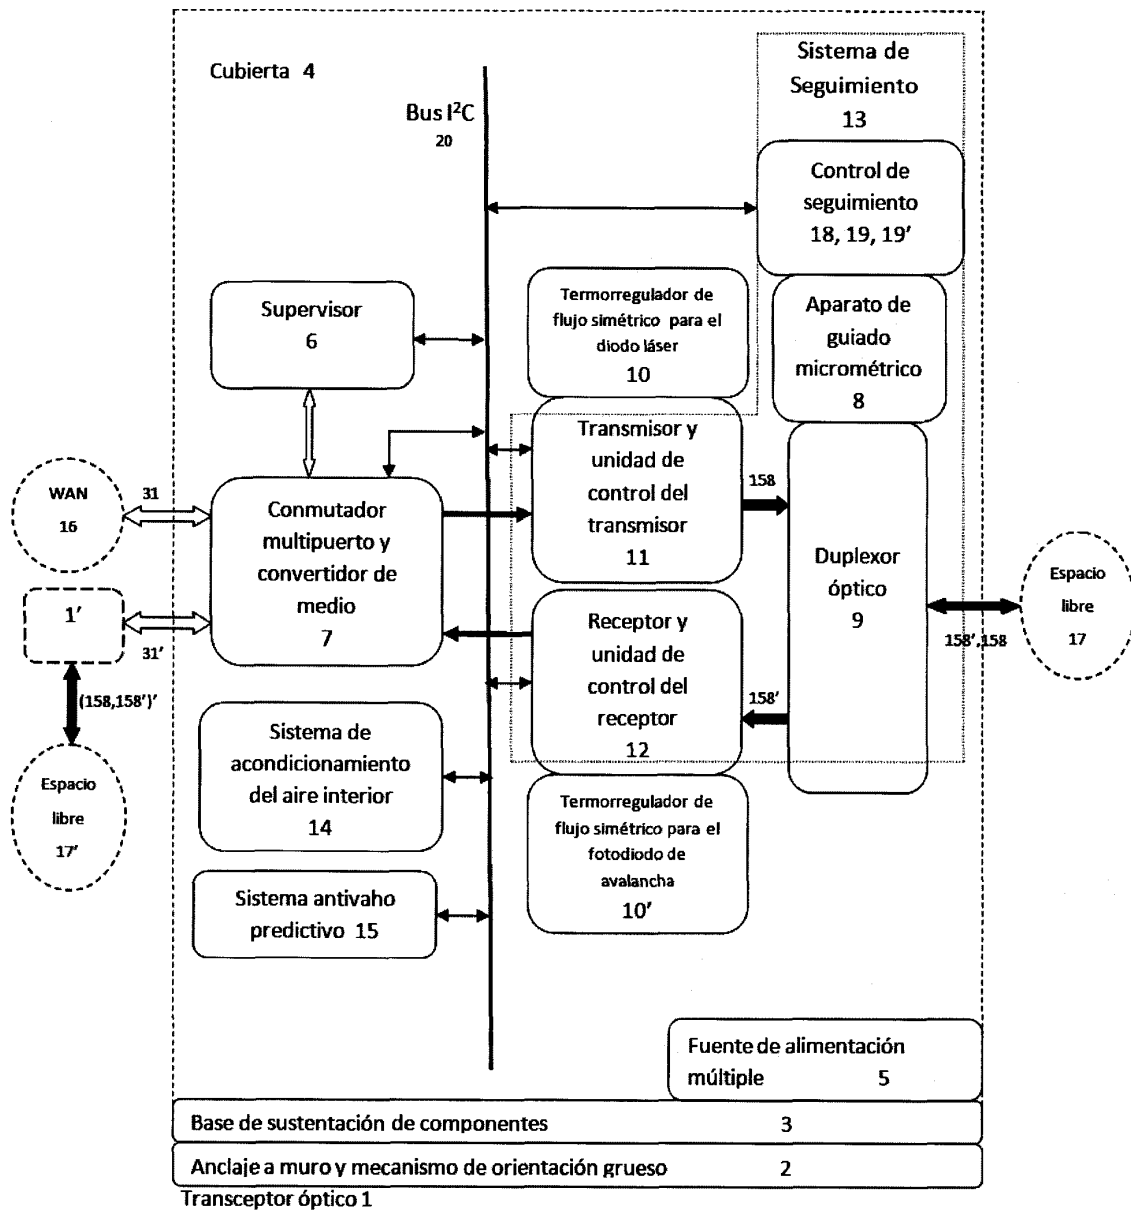 Cubierta 4
Bus I²C
20
Sistema de
Seguimiento
13
Control de
seguimiento
18, 19, 19′
Supervisor
6
Termorregulador de
flujo simétrico para el
diodo láser
10
Aparato de
guiado
micrométrico
8
WAN
16
31
Conmutador
multipuerto y
convertidor de
medio
7
Transmisor y
unidad de
control del
transmisor
11
158
Duplexor
óptico
9
Espacio
libre
17
158′,158
1′
31′
(158,158′)′
Espacio
libre
17′
Receptor y
unidad de
control del
receptor
12
158′
Sistema de
acondicionamiento
del aire interior
14
Termorregulador de
flujo simétrico para el
fotodiodo de
avalancha
10′
Sistema antivaho
predictivo 15
Fuente de alimentación
múltiple 5
Base de sustentación de componentes 3
Anclaje a muro y mecanismo de orientación grueso 2
Transceptor óptico 1